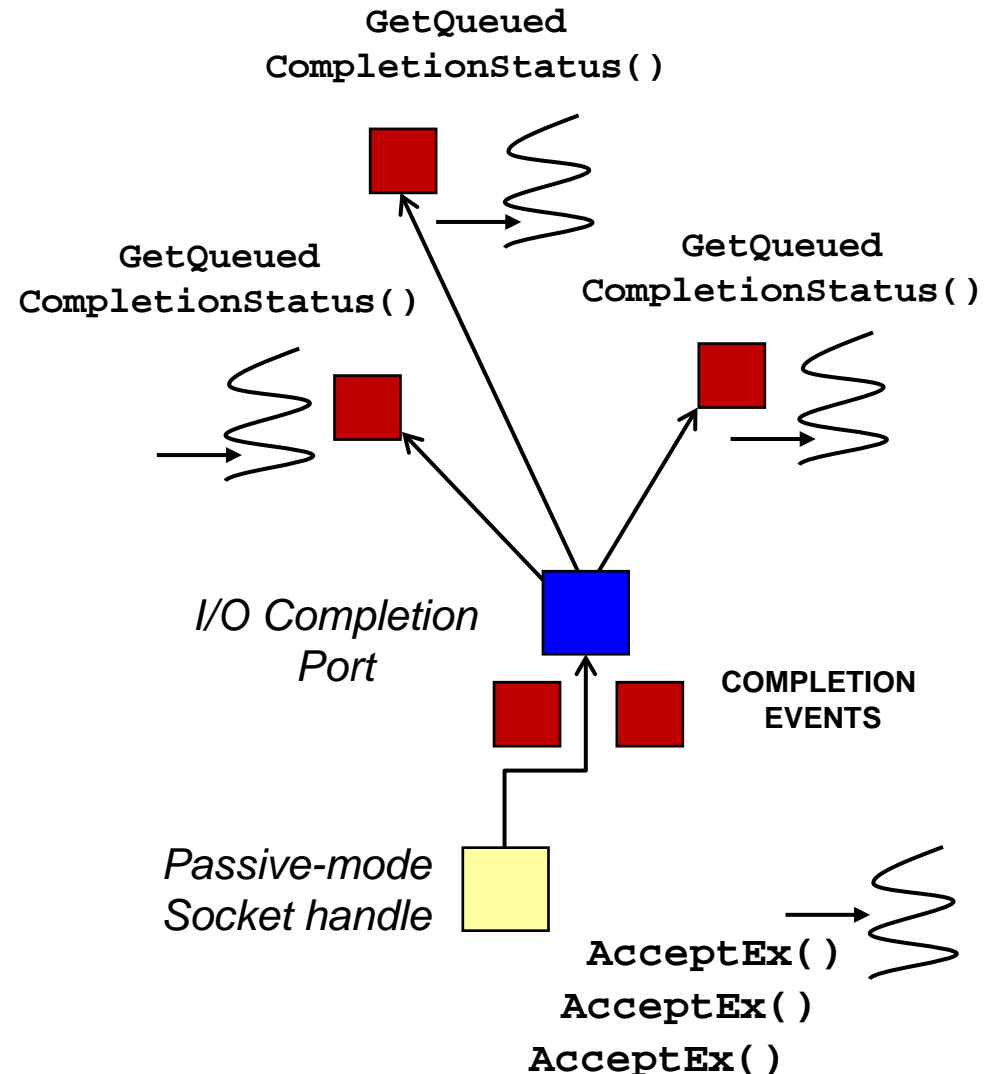 GetQueued
CompletionStatus()
GetQueued
CompletionStatus()
GetQueued
CompletionStatus()
I/O Completion
Port
COMPLETION
EVENTS
Passive-mode
Socket handle
AcceptEx()
AcceptEx()
AcceptEx()